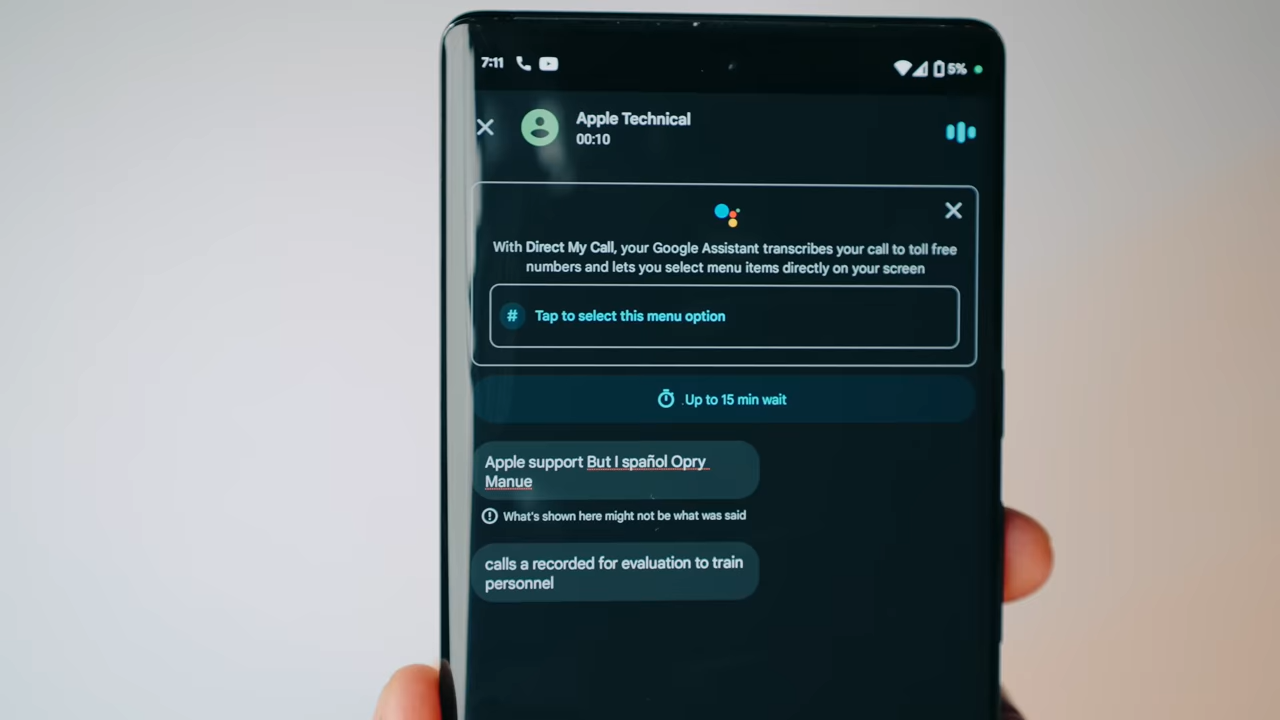 7:11 5%
Apple Technical
00:10
With Direct My Call, your Google Assistant transcribes your call to toll free
numbers and lets you select menu items directly on your screen
# Tap to select this menu option
Up to 15 min wait
Apple support But I spañol Opry
Manue
What's shown here might not be what was said
calls a recorded for evaluation to train
personnel